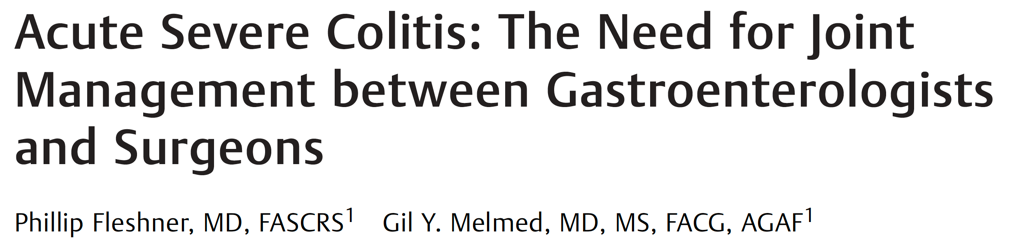 Acute Severe Colitis: The Need for Joint
Management between Gastroenterologists
and Surgeons
Phillip Fleshner, MD, FASCRS1 Gil Y. Melmed, MD, MS, FACG, AGAF1